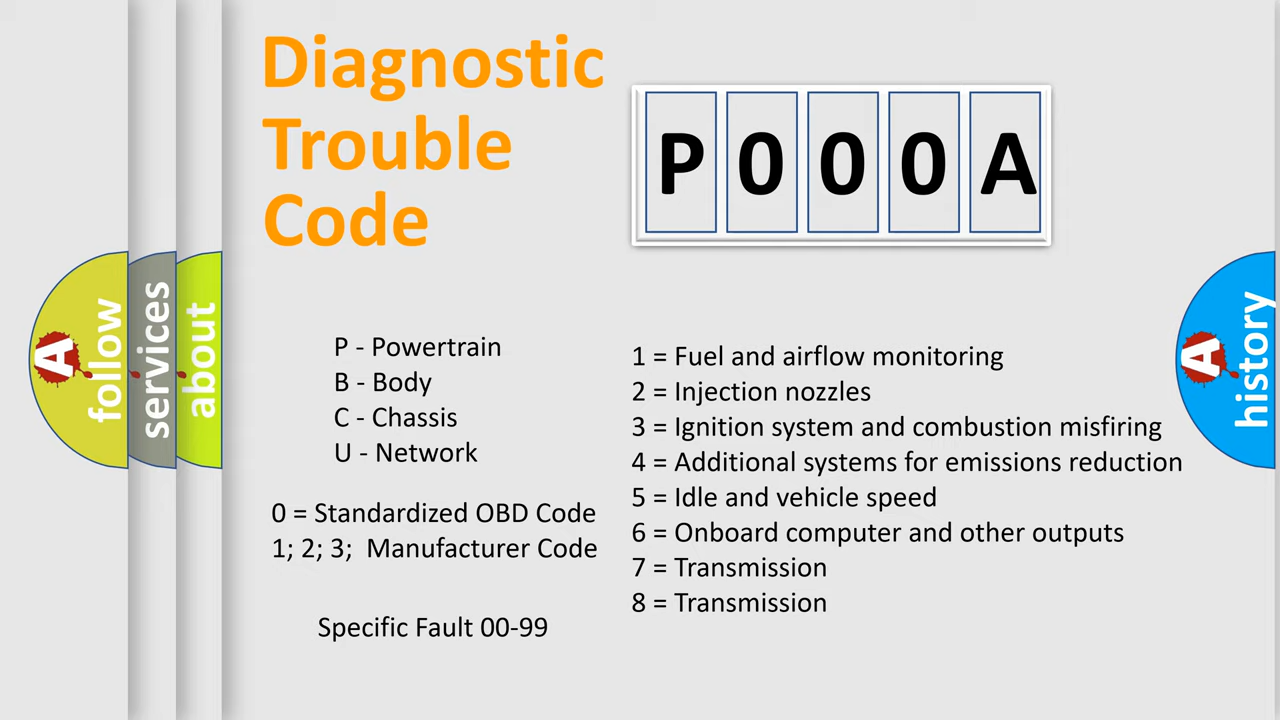 Diagnostic
Trouble
Code
P000A
P - Powertrain
B - Body
C - Chassis
U - Network
0 = Standardized OBD Code
1; 2; 3;  Manufacturer Code
Specific Fault 00-99
1 = Fuel and airflow monitoring
2 = Injection nozzles
3 = Ignition system and combustion misfiring
4 = Additional systems for emissions reduction
5 = Idle and vehicle speed
6 = Onboard computer and other outputs
7 = Transmission
8 = Transmission
A
follow
services
about
A
history